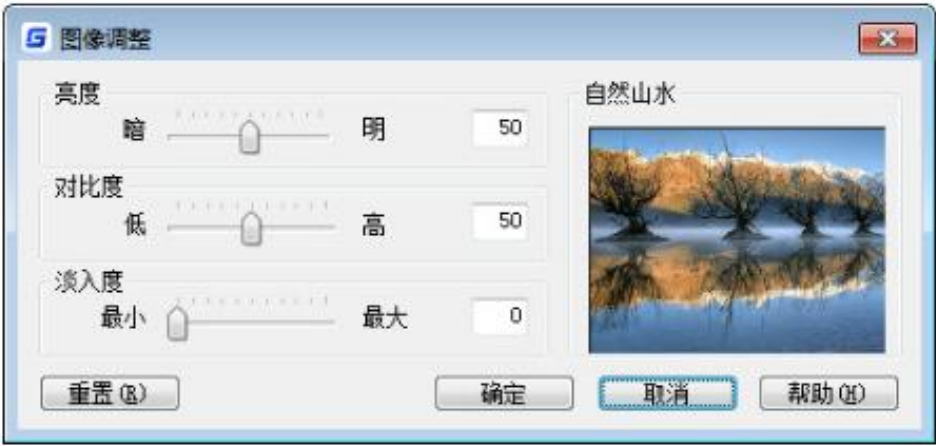 G 图像调整
亮度
暗 明 50
对比度
低 高 50
淡入度
最小 最大 0
自然山水
重置(R) 确定 取消 帮助(H)